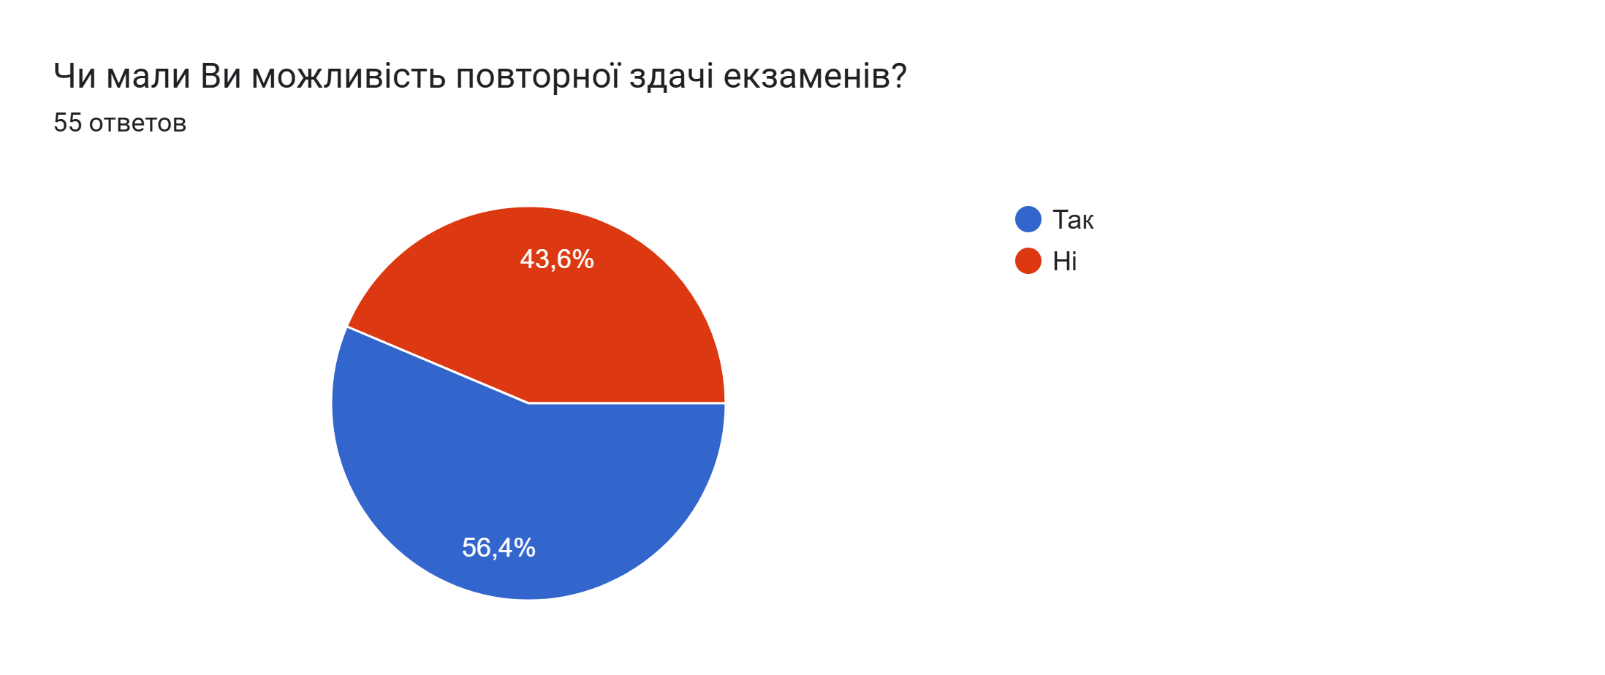 Чи мали Ви можливість повторної здачі екзаменів?
55 ответов
Так
Ні
43,6%
56,4%